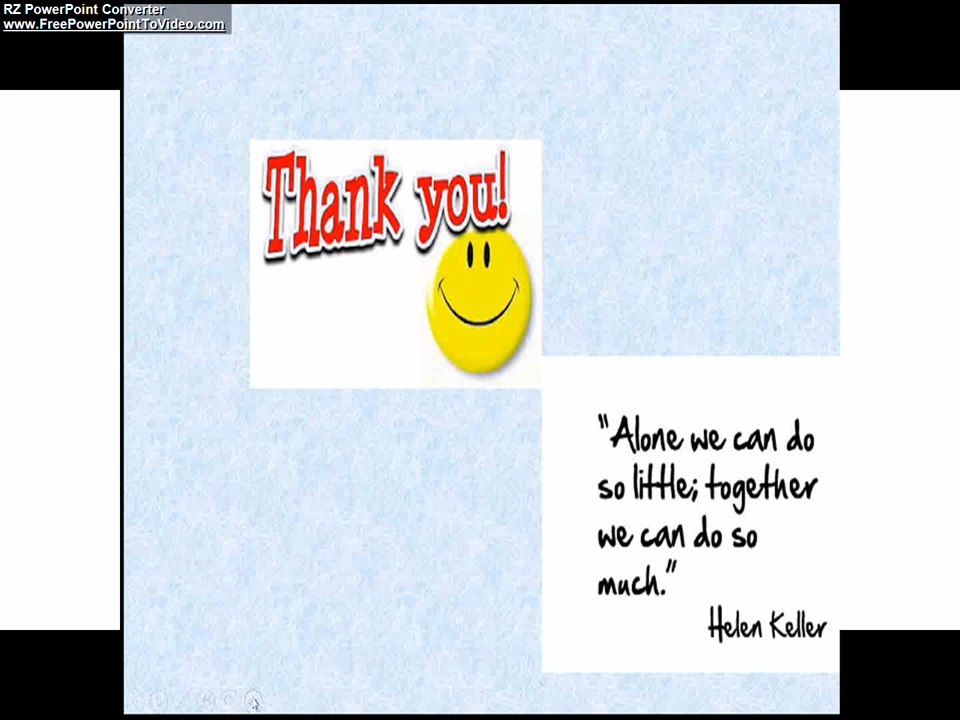 RZ PowerPoint Converter
www.FreePowerPointToVideo.com
Thank you!
"Alone we can do
so little; together
we can do so
much."
Helen Keller